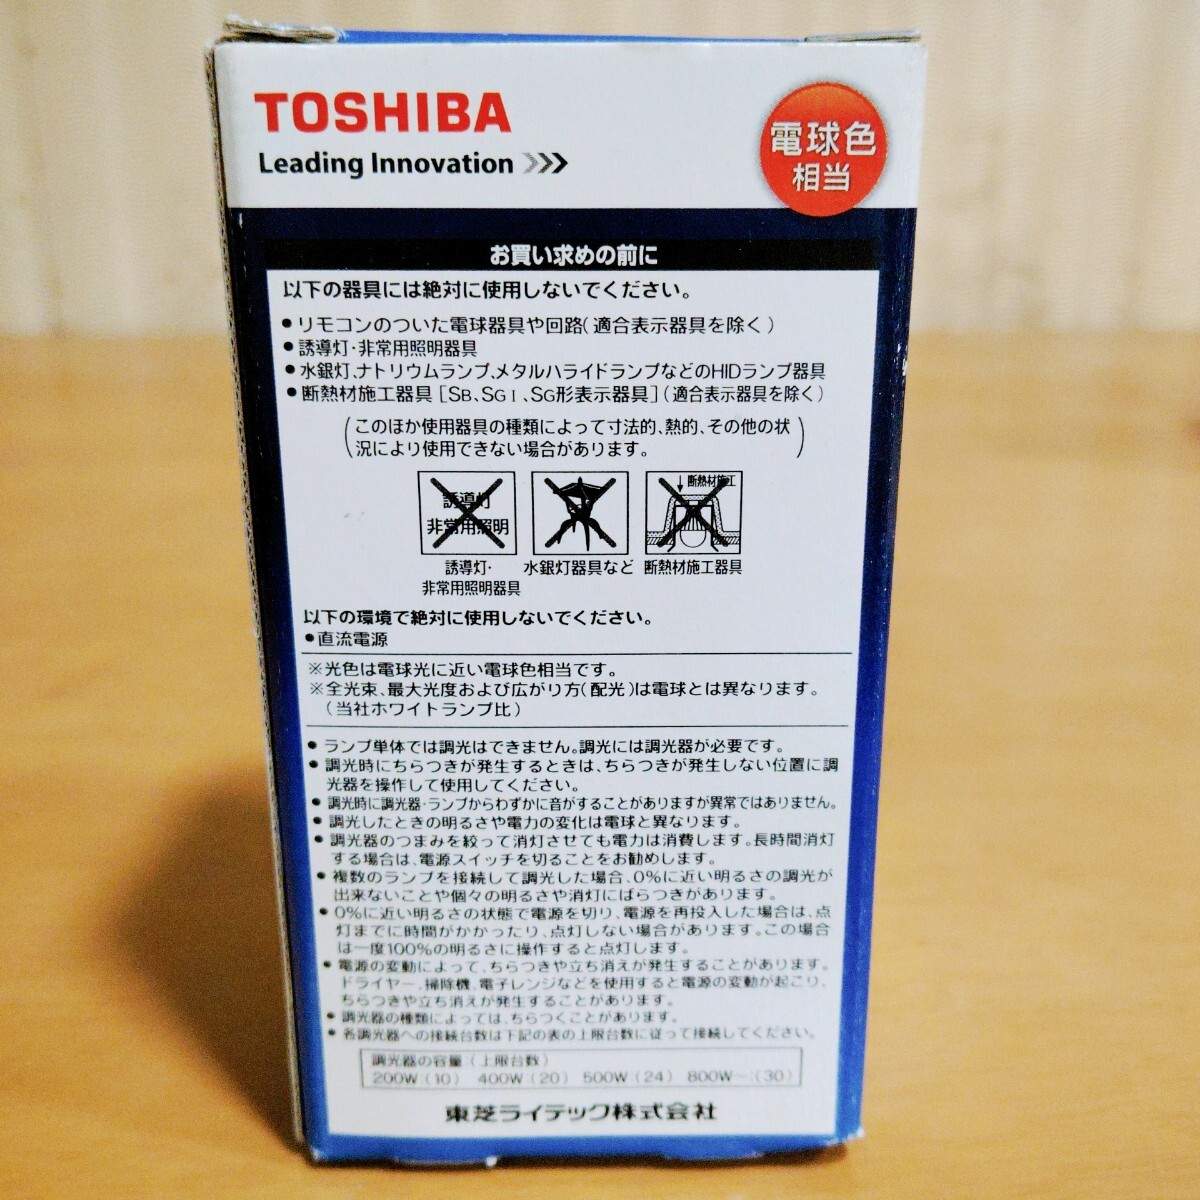 TOSHIBA
Leading Innovation >>>
電球色
相当
お買い求めの前に
以下の器具には絶対に使用しないでください。
●リモコンのついた電球器具や回路(適合表示器具を除く)
●誘導灯・非常用照明器具
●水銀灯、ナトリウムランプ、メタルハライドランプなどのHIDランプ器具
●断熱材施工器具[SB、SGI、SG形表示器具](適合表示器具を除く)
(このほか使用器具の種類によって寸法的、熱的、その他の状
況により使用できない場合があります。)
誘導灯
非常用照明
断熱材施工
誘導灯・
非常用照明器具
水銀灯器具など
断熱材施工器具
以下の環境で絶対に使用しないでください。
●直流電源
※光色は電球光に近い電球色相当です。
※全光束、最大光度および広がり方(配光)は電球とは異なります。
(当社ホワイトランプ比)
●ランプ単体では調光はできません。調光には調光器が必要です。
●調光時にちらつきが発生するときは、ちらつきが発生しない位置に調
光器を操作して使用してください。
●調光時に調光器・ランプからわずかに音がすることがありますが異常ではありません。
●調光したときの明るさや電力の変化は電球と異なります。
●調光器のつまみを絞って消灯させても電力は消費します。長時間消灯
する場合は、電源スイッチを切ることをお勧めします。
●複数のランプを接続して調光した場合、0%に近い明るさの調光が
出来ないことや個々の明るさや消灯にばらつきがあります。
●0%に近い明るさの状態で電源を切り、電源を再投入した場合は、点
灯までに時間がかかったり、点灯しない場合があります。この場合
は一度100%の明るさに操作すると点灯します。
●電源の変動によって、ちらつきや立ち消えが発生することがあります。
ドライヤー、掃除機、電子レンジなどを使用すると電源の変動が起こり、
ちらつきや立ち消えが発生することがあります。
●調光器の種類によっては、ちらつくことがあります。
●各調光器への接続台数は下記の表の上限台数に従って接続してください。
調光器の容量:(上限台数)
200W:(10) 400W:(20) 500W:(24) 800W〜:(30)
東芝ライテック株式会社